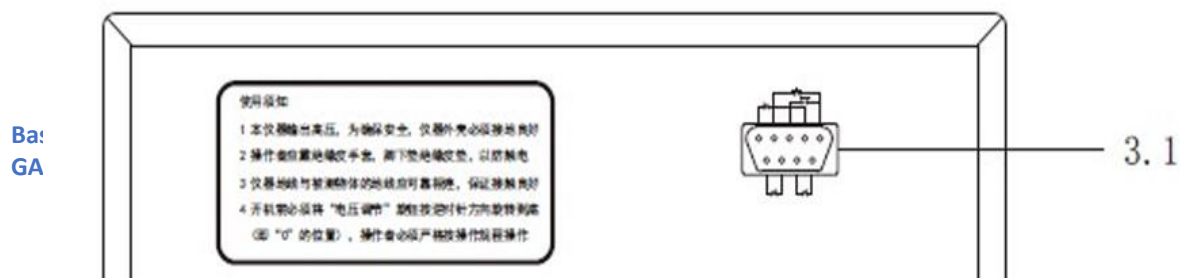 使用须知
1 本仪器输出高压，为确保安全，仪器外壳必须接地良好
2 操作者应戴绝缘皮手套，脚下垫绝缘皮垫，以防触电
3 仪器地线与被测物体的地线应可靠相连，保证接触良好
4 开机前必须将“电压调节”旋钮按逆时针方向旋转到底
（即“0”的位置），操作者必须严格按操作规程操作
Bas
GA
3.1